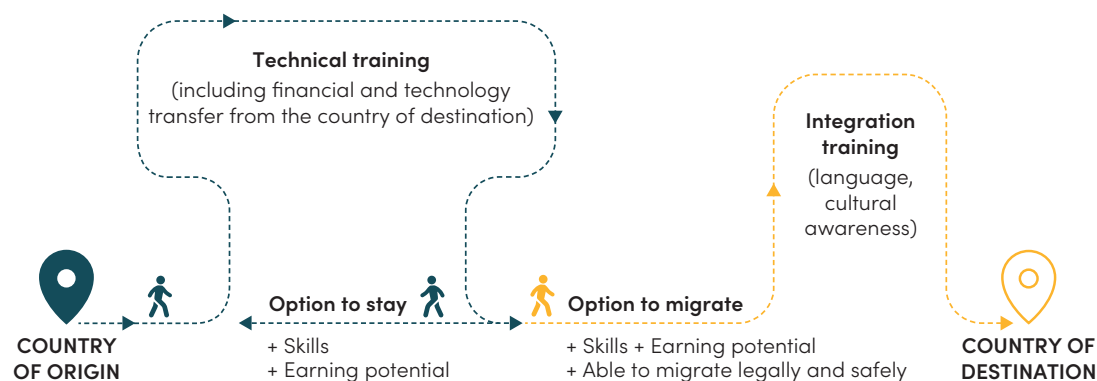 Technical training
(including financial and technology
transfer from the country of destination)
Integration
training
(language,
cultural
awareness)
Option to stay
Option to migrate
COUNTRY
OF ORIGIN
+ Skills
+ Earning potential
+ Skills + Earning potential
+ Able to migrate legally and safely
COUNTRY OF
DESTINATION